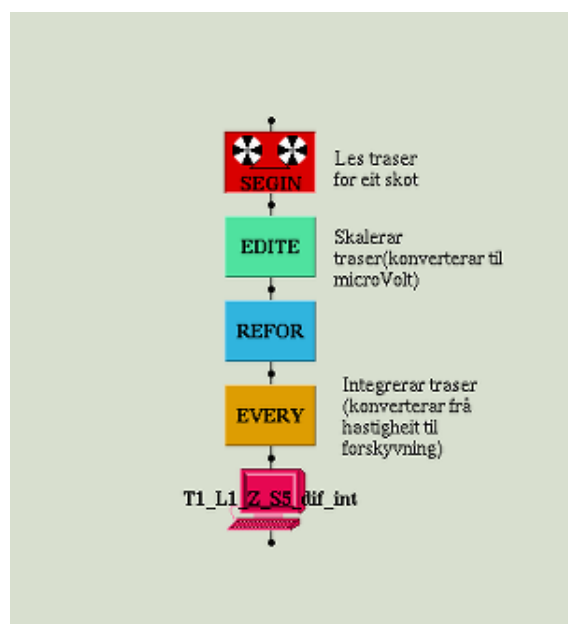 SEGIN
Les traser
for eit skot
EDITE
Skalerar
traser(konverterar til
microVolt)
REFOR
EVERY
Integrerar traser
(konverterar frå
hastigheit til
forskyvning)
T1_L1_Z_S5_dif_int